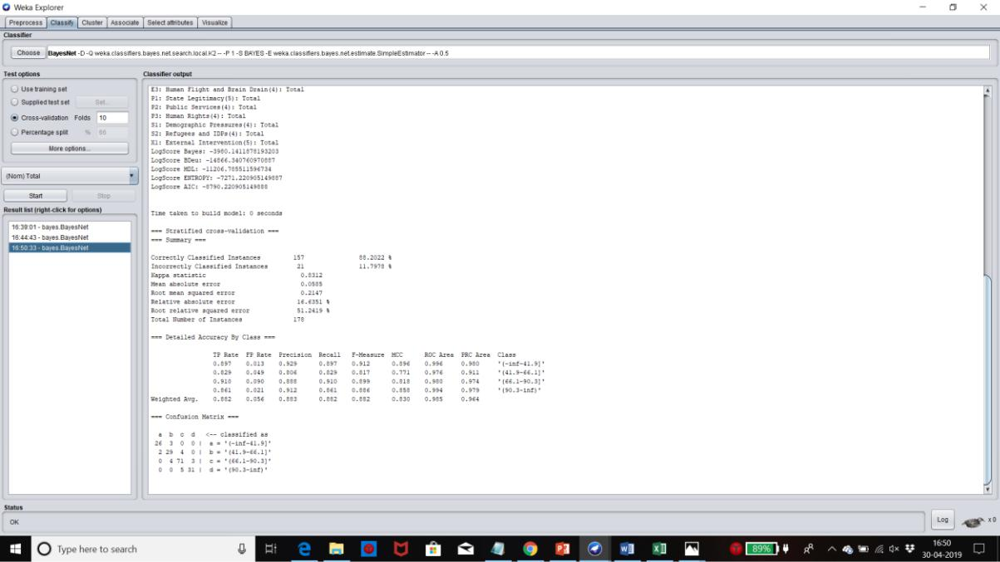 Weka Explorer
Preprocess Classify Cluster Associate Select attributes Visualize
Classifier
Choose BayesNet -D -Q weka.classifiers.bayes.net.search.local.K2 -- -P 1 -S BAYES -E weka.classifiers.bayes.net.estimate.SimpleEstimator -- -A 0.5
Test options
Use training set
Supplied test set Set...
Cross-validation Folds 10
Percentage split % 66
More options...
(Nom) Total
Start Stop
Result list (right-click for options)
16:39:01 - bayes.BayesNet
16:44:43 - bayes.BayesNet
16:50:33 - bayes.BayesNet
Classifier output
E3: Human Flight and Brain Drain(4): Total
P1: State Legitimacy(5): Total
P2: Public Services(4): Total
P3: Human Rights(4): Total
S1: Demographic Pressures(4): Total
S2: Refugees and IDPs(4): Total
X1: External Intervention(5): Total
LogScore Bayes: -3980.1411878193203
LogScore BDeu: -14866.340760970887
LogScore MDL: -11206.785511596734
LogScore ENTROPY: -7271.220905149887
LogScore AIC: -8790.220905149888
Time taken to build model: 0 seconds
=== Stratified cross-validation ===
=== Summary ===
Correctly Classified Instances 157 88.2022 %
Incorrectly Classified Instances 21 11.7978 %
Kappa statistic 0.8312
Mean absolute error 0.0585
Root mean squared error 0.2147
Relative absolute error 16.6351 %
Root relative squared error 51.2419 %
Total Number of Instances 178
=== Detailed Accuracy By Class ===
TP Rate FP Rate Precision Recall F-Measure MCC ROC Area PRC Area Class
0.897 0.013 0.929 0.897 0.912 0.896 0.996 0.980 '(-inf-41.9]'
0.829 0.049 0.806 0.829 0.817 0.771 0.976 0.911 '(41.9-66.1]'
0.910 0.090 0.888 0.910 0.899 0.818 0.980 0.974 '(66.1-90.3]'
0.861 0.021 0.912 0.861 0.886 0.858 0.994 0.979 '(90.3-inf)'
Weighted Avg. 0.882 0.056 0.883 0.882 0.882 0.830 0.985 0.964
=== Confusion Matrix ===
a b c d <-- classified as
26 3 0 0 | a = '(-inf-41.9]'
2 29 4 0 | b = '(41.9-66.1]'
0 4 71 3 | c = '(66.1-90.3]'
0 0 5 31 | d = '(90.3-inf)'
Status
OK
Log
x 0
Type here to search
89%
16:50
30-04-2019